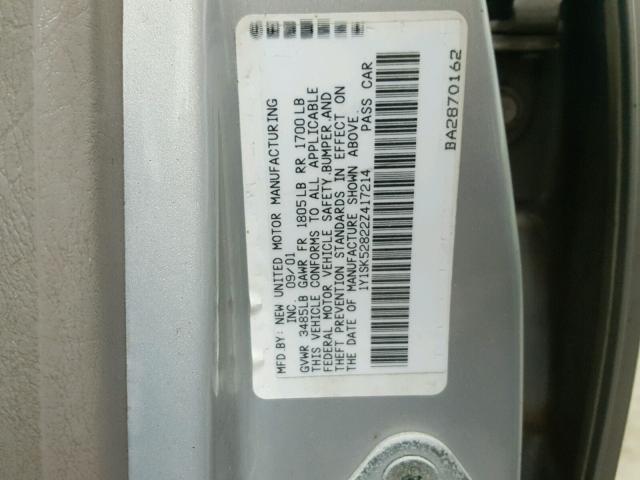 MFD.BY: NEW UNITED MOTOR MANUFACTURING
INC. 09/01
GVWR 3485LB GAWR FR 1805LB RR 1700LB
THIS VEHICLE CONFORMS TO ALL APPLICABLE
FEDERAL MOTOR VEHICLE SAFETY,BUMPER,AND
THEFT PREVENTION STANDARDS IN EFFECT ON
THE DATE OF MANUFACTURE SHOWN ABOVE.
1Y1SK52822Z417214 PASS CAR
BA2870162